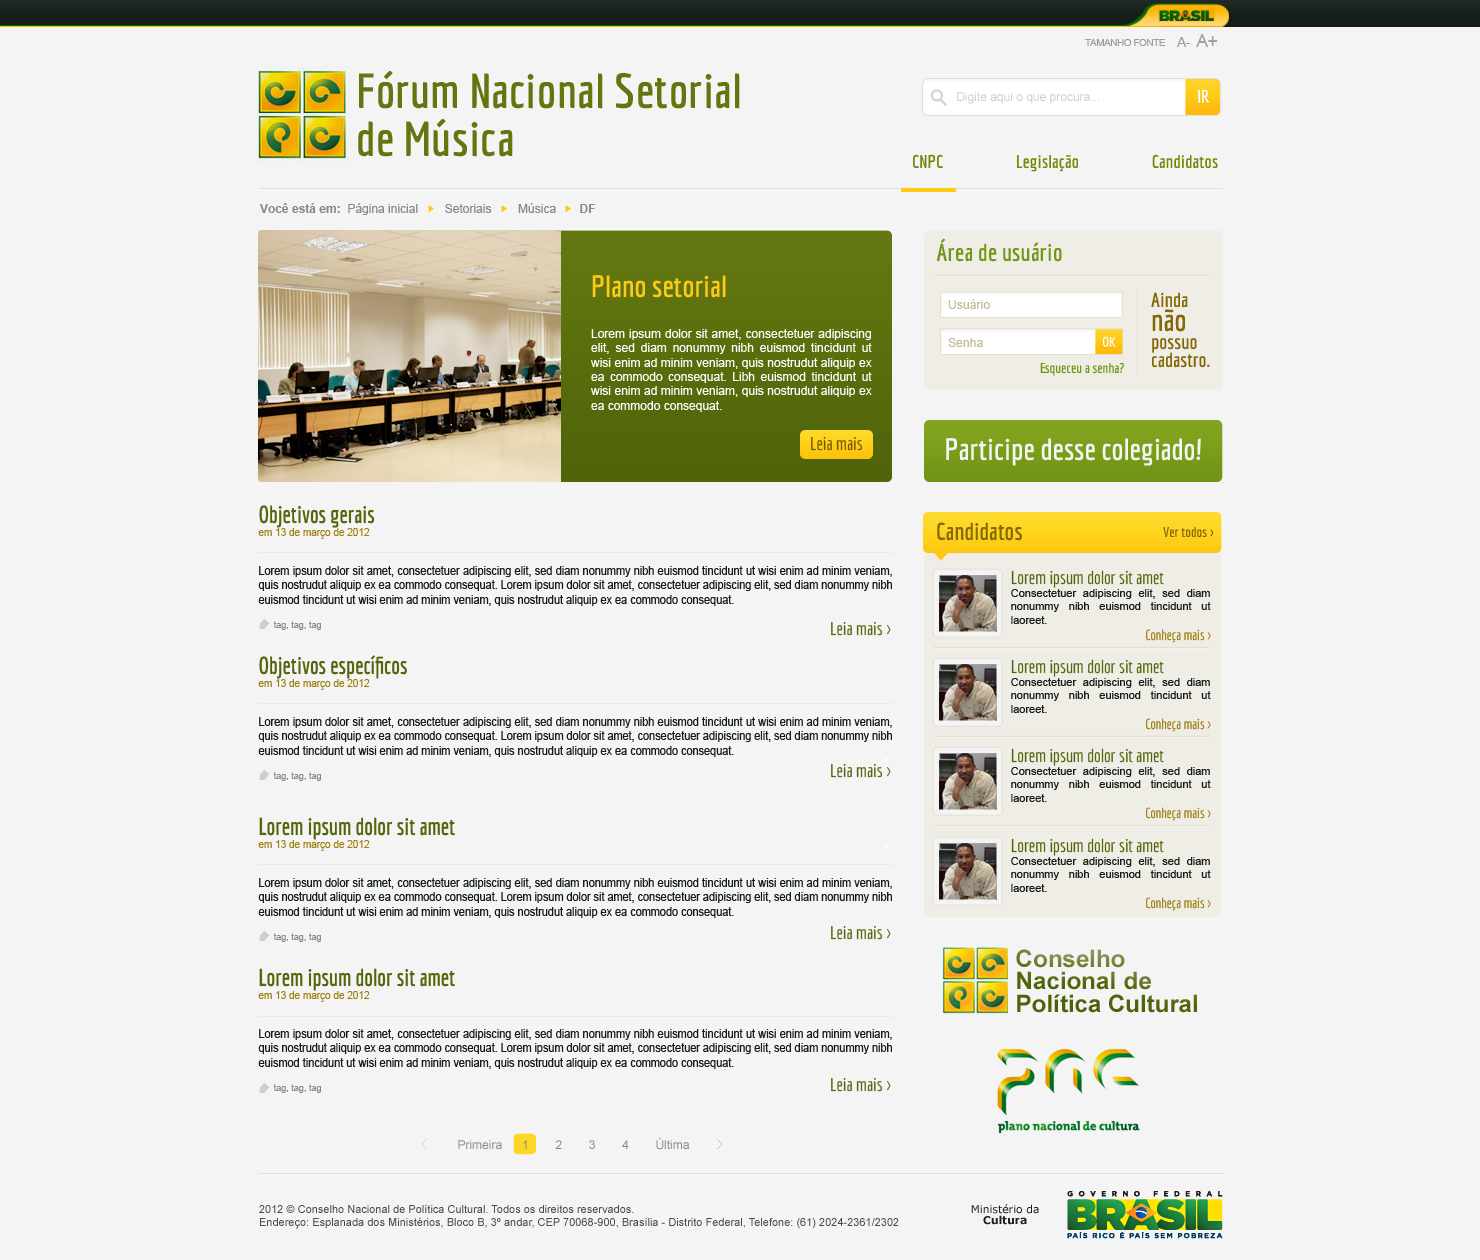 BRASIL
TAMANHO FONTE A- A+
Fórum Nacional Setorial
de Música
Digite aqui o que procura...
IR
CNPC
Legislação
Candidatos
Você está em: Página inicial Setoriais Música DF
Plano setorial
Lorem ipsum dolor sit amet, consectetuer adipiscing
elit, sed diam nonummy nibh euismod tincidunt ut
wisi enim ad minim veniam, quis nostrudut aliquip ex
ea commodo consequat. Libh euismod tincidunt ut
wisi enim ad minim veniam, quis nostrudut aliquip ex
ea commodo consequat.
Leia mais
Área de usuário
Usuário
Senha
OK
Esqueceu a senha?
Ainda
não
possuo
cadastro.
Participe desse colegiado!
Objetivos gerais
em 13 de março de 2012
Lorem ipsum dolor sit amet, consectetuer adipiscing elit, sed diam nonummy nibh euismod tincidunt ut wisi enim ad minim veniam,
quis nostrudut aliquip ex ea commodo consequat. Lorem ipsum dolor sit amet, consectetuer adipiscing elit, sed diam nonummy nibh
euismod tincidunt ut wisi enim ad minim veniam, quis nostrudut aliquip ex ea commodo consequat.
tag, tag, tag
Leia mais ›
Objetivos específicos
em 13 de março de 2012
Lorem ipsum dolor sit amet, consectetuer adipiscing elit, sed diam nonummy nibh euismod tincidunt ut wisi enim ad minim veniam,
quis nostrudut aliquip ex ea commodo consequat. Lorem ipsum dolor sit amet, consectetuer adipiscing elit, sed diam nonummy nibh
euismod tincidunt ut wisi enim ad minim veniam, quis nostrudut aliquip ex ea commodo consequat.
tag, tag, tag
Leia mais ›
Lorem ipsum dolor sit amet
em 13 de março de 2012
Lorem ipsum dolor sit amet, consectetuer adipiscing elit, sed diam nonummy nibh euismod tincidunt ut wisi enim ad minim veniam,
quis nostrudut aliquip ex ea commodo consequat. Lorem ipsum dolor sit amet, consectetuer adipiscing elit, sed diam nonummy nibh
euismod tincidunt ut wisi enim ad minim veniam, quis nostrudut aliquip ex ea commodo consequat.
tag, tag, tag
Leia mais ›
Lorem ipsum dolor sit amet
em 13 de março de 2012
Lorem ipsum dolor sit amet, consectetuer adipiscing elit, sed diam nonummy nibh euismod tincidunt ut wisi enim ad minim veniam,
quis nostrudut aliquip ex ea commodo consequat. Lorem ipsum dolor sit amet, consectetuer adipiscing elit, sed diam nonummy nibh
euismod tincidunt ut wisi enim ad minim veniam, quis nostrudut aliquip ex ea commodo consequat.
tag, tag, tag
Leia mais ›
Primeira 1 2 3 4 Última
Candidatos
Ver todos ›
Lorem ipsum dolor sit amet
Consectetuer adipiscing elit, sed diam
nonummy nibh euismod tincidunt ut
laoreet.
Conheça mais ›
Lorem ipsum dolor sit amet
Consectetuer adipiscing elit, sed diam
nonummy nibh euismod tincidunt ut
laoreet.
Conheça mais ›
Lorem ipsum dolor sit amet
Consectetuer adipiscing elit, sed diam
nonummy nibh euismod tincidunt ut
laoreet.
Conheça mais ›
Lorem ipsum dolor sit amet
Consectetuer adipiscing elit, sed diam
nonummy nibh euismod tincidunt ut
laoreet.
Conheça mais ›
Conselho
Nacional de
Política Cultural
pnc
plano nacional de cultura
2012 © Conselho Nacional de Política Cultural. Todos os direitos reservados.
Endereço: Esplanada dos Ministérios, Bloco B, 3º andar, CEP 70068-900, Brasília - Distrito Federal, Telefone: (61) 2024-2361/2302
Ministério da
Cultura
GOVERNO FEDERAL
BRASIL
PAÍS RICO É PAÍS SEM POBREZA